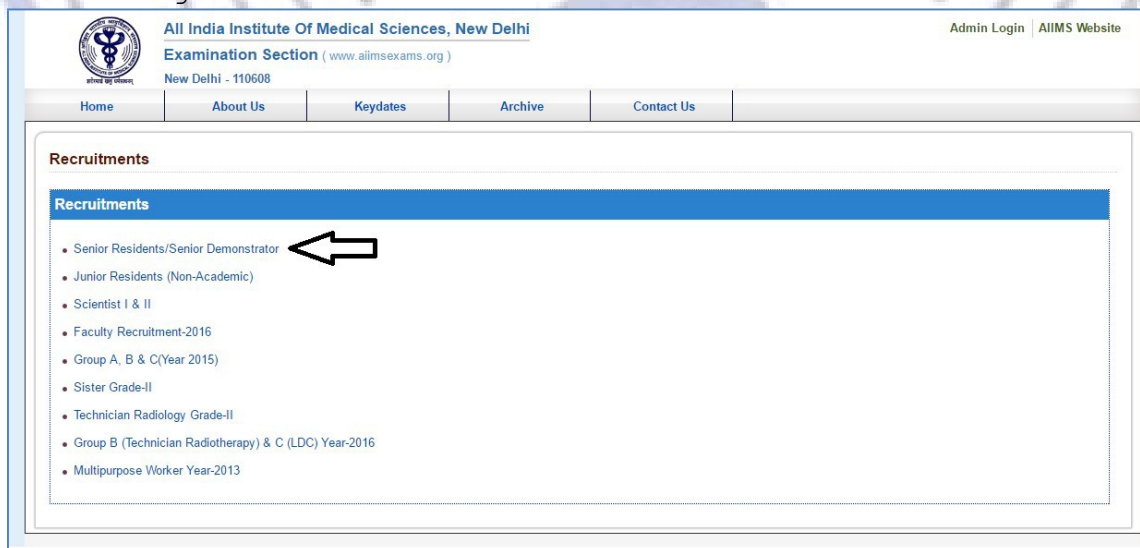 All India Institute Of Medical Sciences, New Delhi
Examination Section ( www.aiimsexams.org )
New Delhi - 110608
Admin Login AIIMS Website
Home About Us Keydates Archive Contact Us
Recruitments
Recruitments
Senior Residents/Senior Demonstrator
Junior Residents (Non-Academic)
Scientist I & II
Faculty Recruitment-2016
Group A, B & C(Year 2015)
Sister Grade-II
Technician Radiology Grade-II
Group B (Technician Radiotherapy) & C (LDC) Year-2016
Multipurpose Worker Year-2013